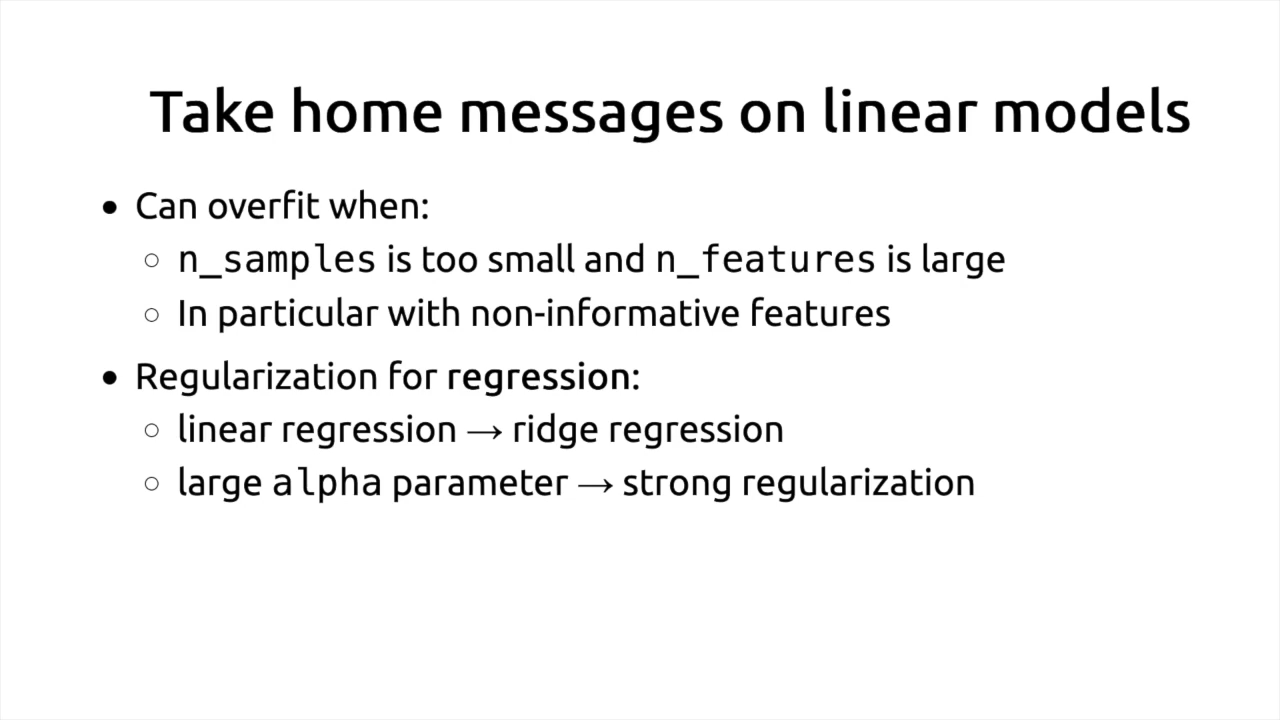 Take home messages on linear models
• Can overfit when:
○ n_samples is too small and n_features is large
○ In particular with non-informative features
• Regularization for regression:
○ linear regression → ridge regression
○ large alpha parameter → strong regularization